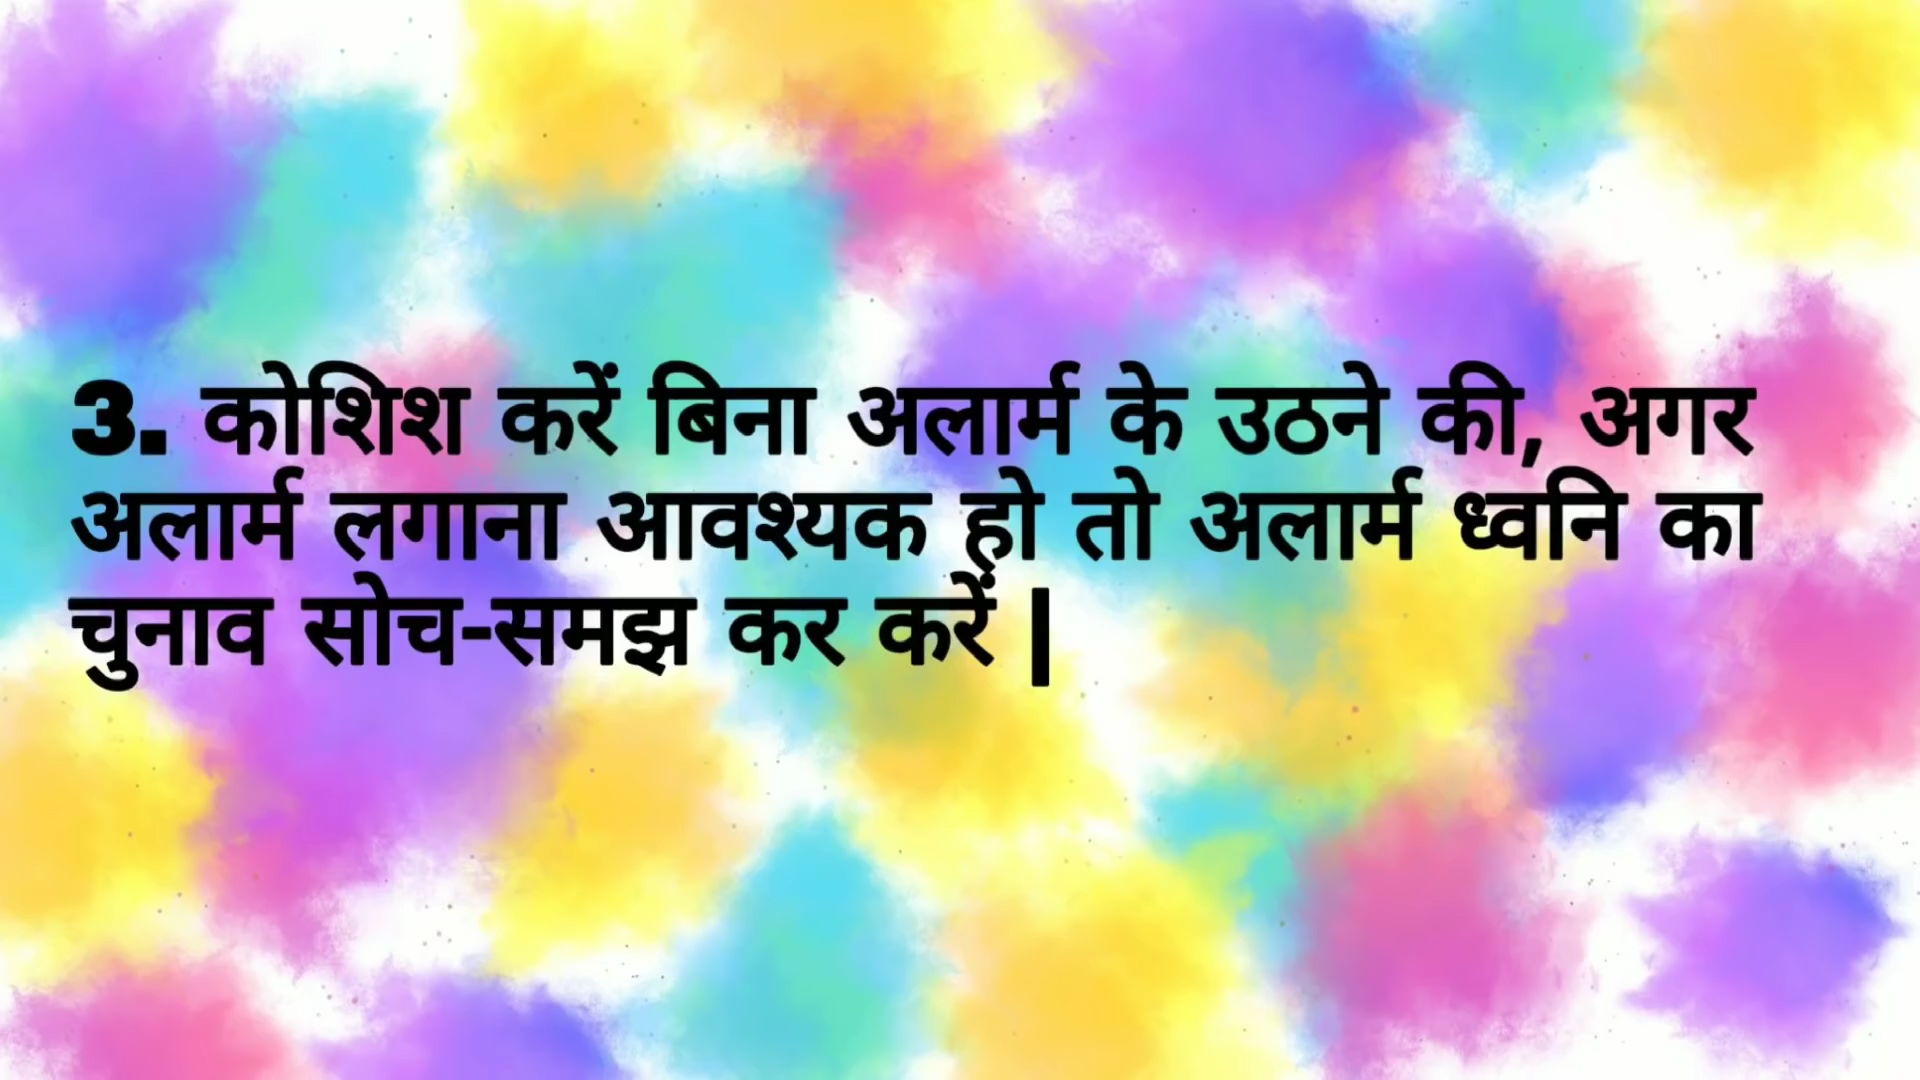 3. कोशिश करें बिना अलार्म के उठने की, अगर
अलार्म लगाना आवश्यक हो तो अलार्म ध्वनि का
चुनाव सोच-समझ कर करें |